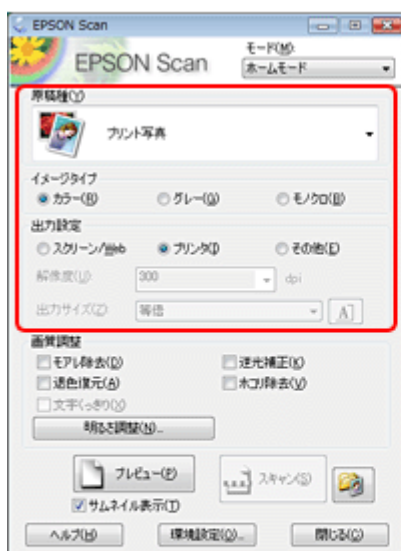 EPSON Scan
モード(M):
EPSON Scan
ホームモード
原稿種(Y)
プリント写真
イメージタイプ
カラー(R) グレー(G) モノクロ(B)
出力設定
スクリーン/Web プリンタ(I) その他(E)
解像度(U) 300 dpi
出力サイズ(Z) 等倍 A]
画質調整
モアレ除去(D) 逆光補正(K)
退色復元(A) ホコリ除去(V)
文字くっきり(X)
明るさ調整(N)...
プレビュー(P) スキャン(S)
サムネイル表示(T)
ヘルプ(H) 環境設定(O)... 閉じる(C)